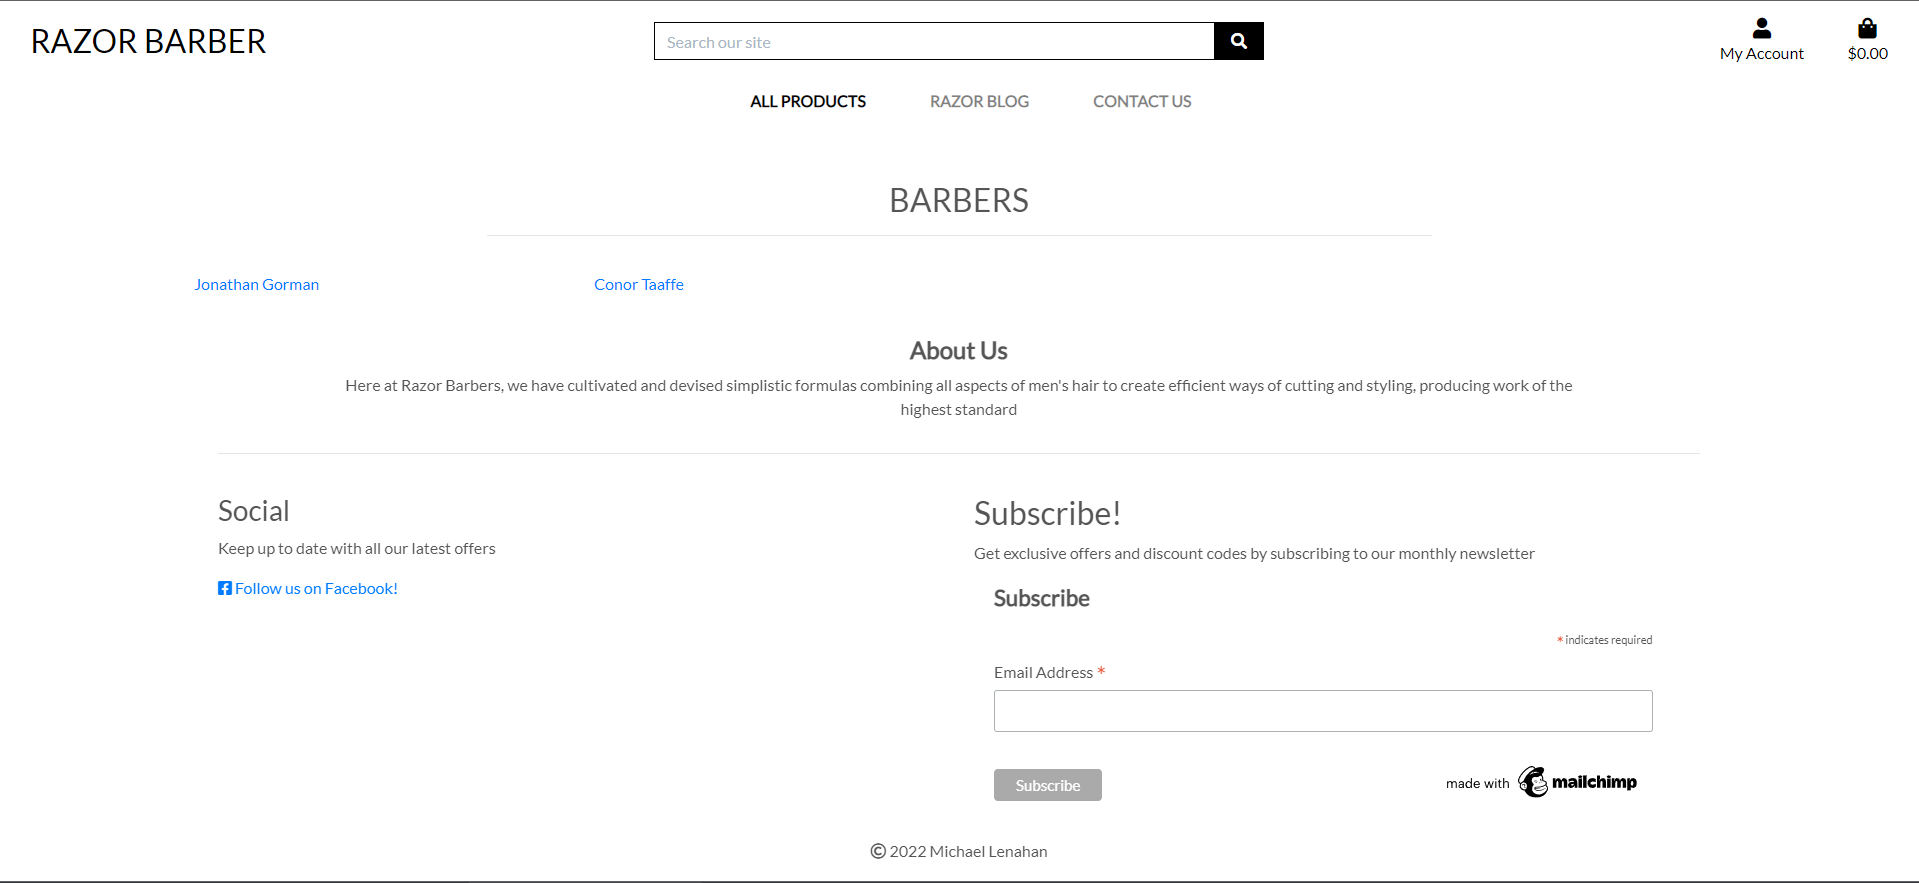 RAZOR BARBER
Search our site
My Account
$0.00
ALL PRODUCTS
RAZOR BLOG
CONTACT US
BARBERS
Jonathan Gorman
Conor Taaffe
About Us
Here at Razor Barbers, we have cultivated and devised simplistic formulas combining all aspects of men's hair to create efficient ways of cutting and styling, producing work of the
highest standard
Social
Keep up to date with all our latest offers
Follow us on Facebook!
Subscribe!
Get exclusive offers and discount codes by subscribing to our monthly newsletter
Subscribe
* indicates required
Email Address *
Subscribe
made with mailchimp
© 2022 Michael Lenahan